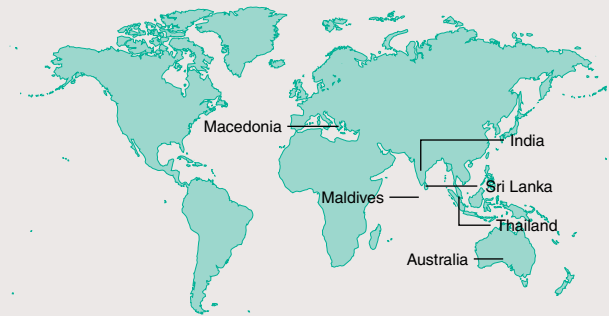 Macedonia
India
Sri Lanka
Maldives
Thailand
Australia